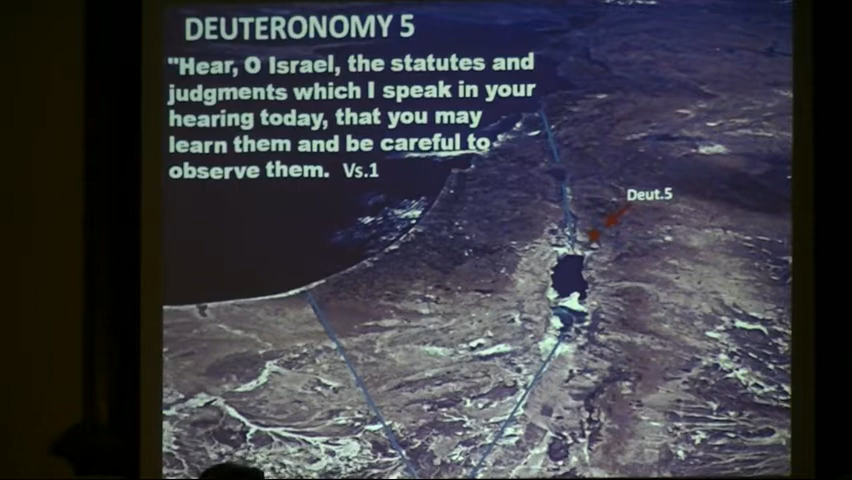 DEUTERONOMY 5
"Hear, O Israel, the statutes and
judgments which I speak in your
hearing today, that you may
learn them and be careful to
observe them. Vs.1
Deut.5